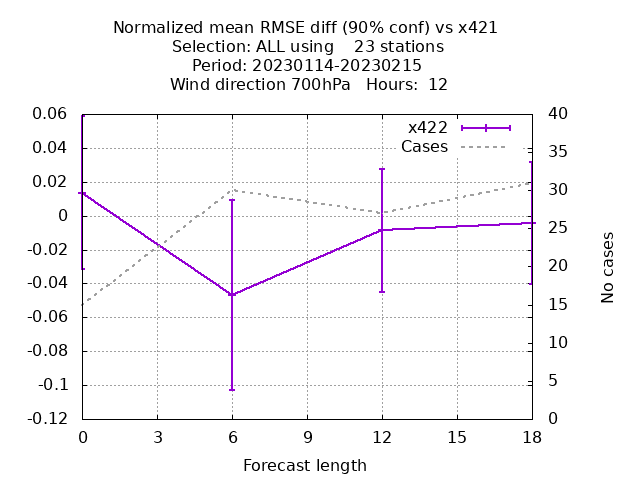 Normalized mean RMSE diff (90% conf) vs x421
Selection: ALL using    23 stations
Period: 20230114-20230215
Wind direction 700hPa   Hours:  12
x422
Cases
0.06
0.04
0.02
0
-0.02
-0.04
-0.06
-0.08
-0.1
-0.12
40
35
30
25
20
15
10
5
0
No cases
0 3 6 9 12 15 18
Forecast length